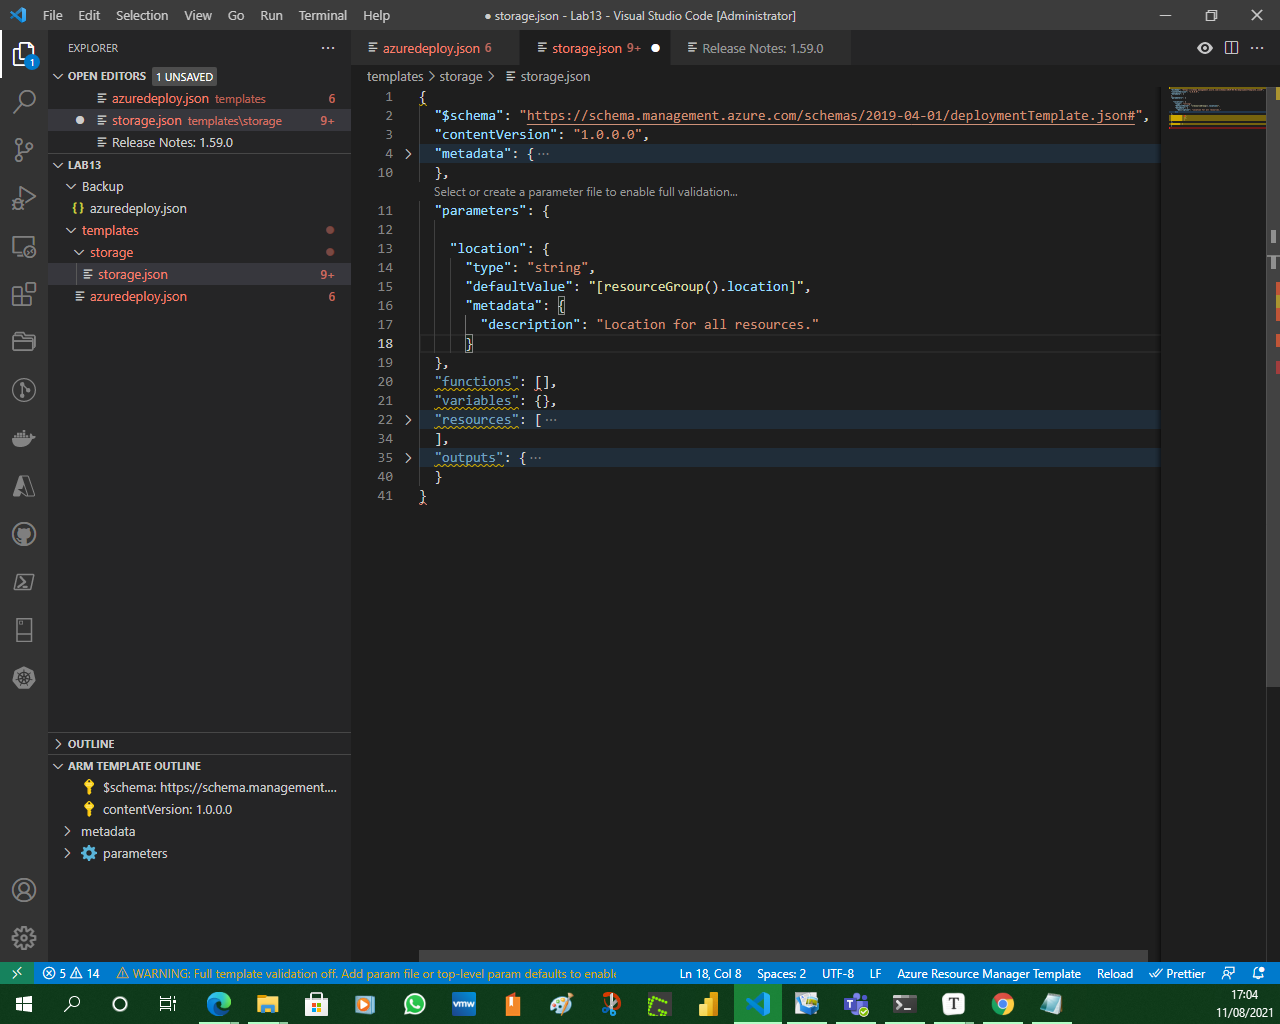 File Edit Selection View Go Run Terminal Help
● storage.json - Lab13 - Visual Studio Code [Administrator]
EXPLORER
OPEN EDITORS 1 UNSAVED
azuredeploy.json templates 6
storage.json templates\storage 9+
Release Notes: 1.59.0
LAB13
Backup
azuredeploy.json
templates
storage
storage.json 9+
azuredeploy.json 6
OUTLINE
ARM TEMPLATE OUTLINE
$schema: https://schema.management....
contentVersion: 1.0.0.0
metadata
parameters
azuredeploy.json 6 storage.json 9+ Release Notes: 1.59.0
templates > storage > storage.json
1 {
2 "$schema": "https://schema.management.azure.com/schemas/2019-04-01/deploymentTemplate.json#",
3 "contentVersion": "1.0.0.0",
4 "metadata": { ...
10 },
Select or create a parameter file to enable full validation...
11 "parameters": {
12
13 "location": {
14 "type": "string",
15 "defaultValue": "[resourceGroup().location]",
16 "metadata": {
17 "description": "Location for all resources."
18 }
19 },
20 "functions": [],
21 "variables": {},
22 "resources": [ ...
34 ],
35 "outputs": { ...
40 }
41 }
5 14 WARNING: Full template validation off. Add param file or top-level param defaults to enable
Ln 18, Col 8 Spaces: 2 UTF-8 LF Azure Resource Manager Template Reload Prettier
1
vmw
T
17:04
11/08/2021